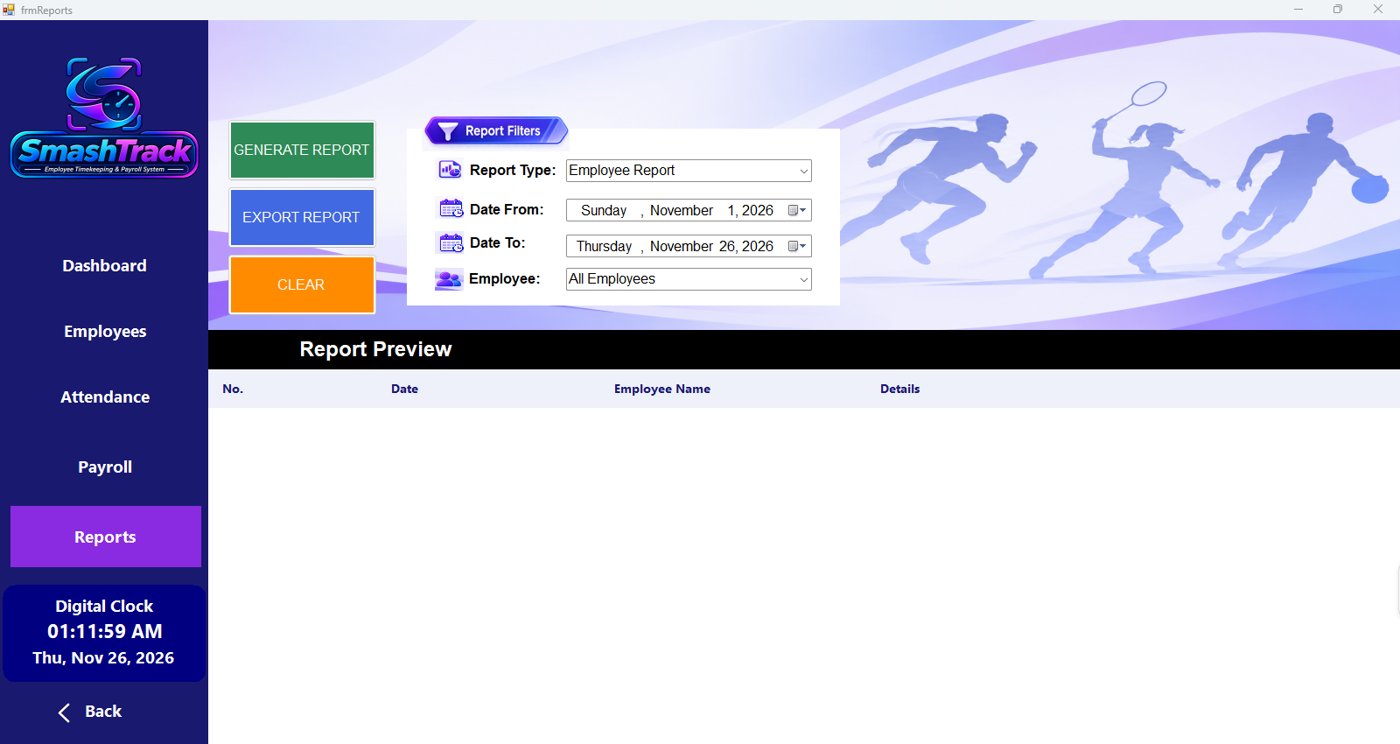 frmReports
SmashTrack
Employee Timekeeping & Payroll System
Dashboard
Employees
Attendance
Payroll
Reports
Digital Clock
01:11:59 AM
Thu, Nov 26, 2026
Back
GENERATE REPORT
EXPORT REPORT
CLEAR
Report Filters
Report Type: Employee Report
Date From: Sunday , November 1, 2026
Date To: Thursday , November 26, 2026
Employee: All Employees
Report Preview
No. Date Employee Name Details